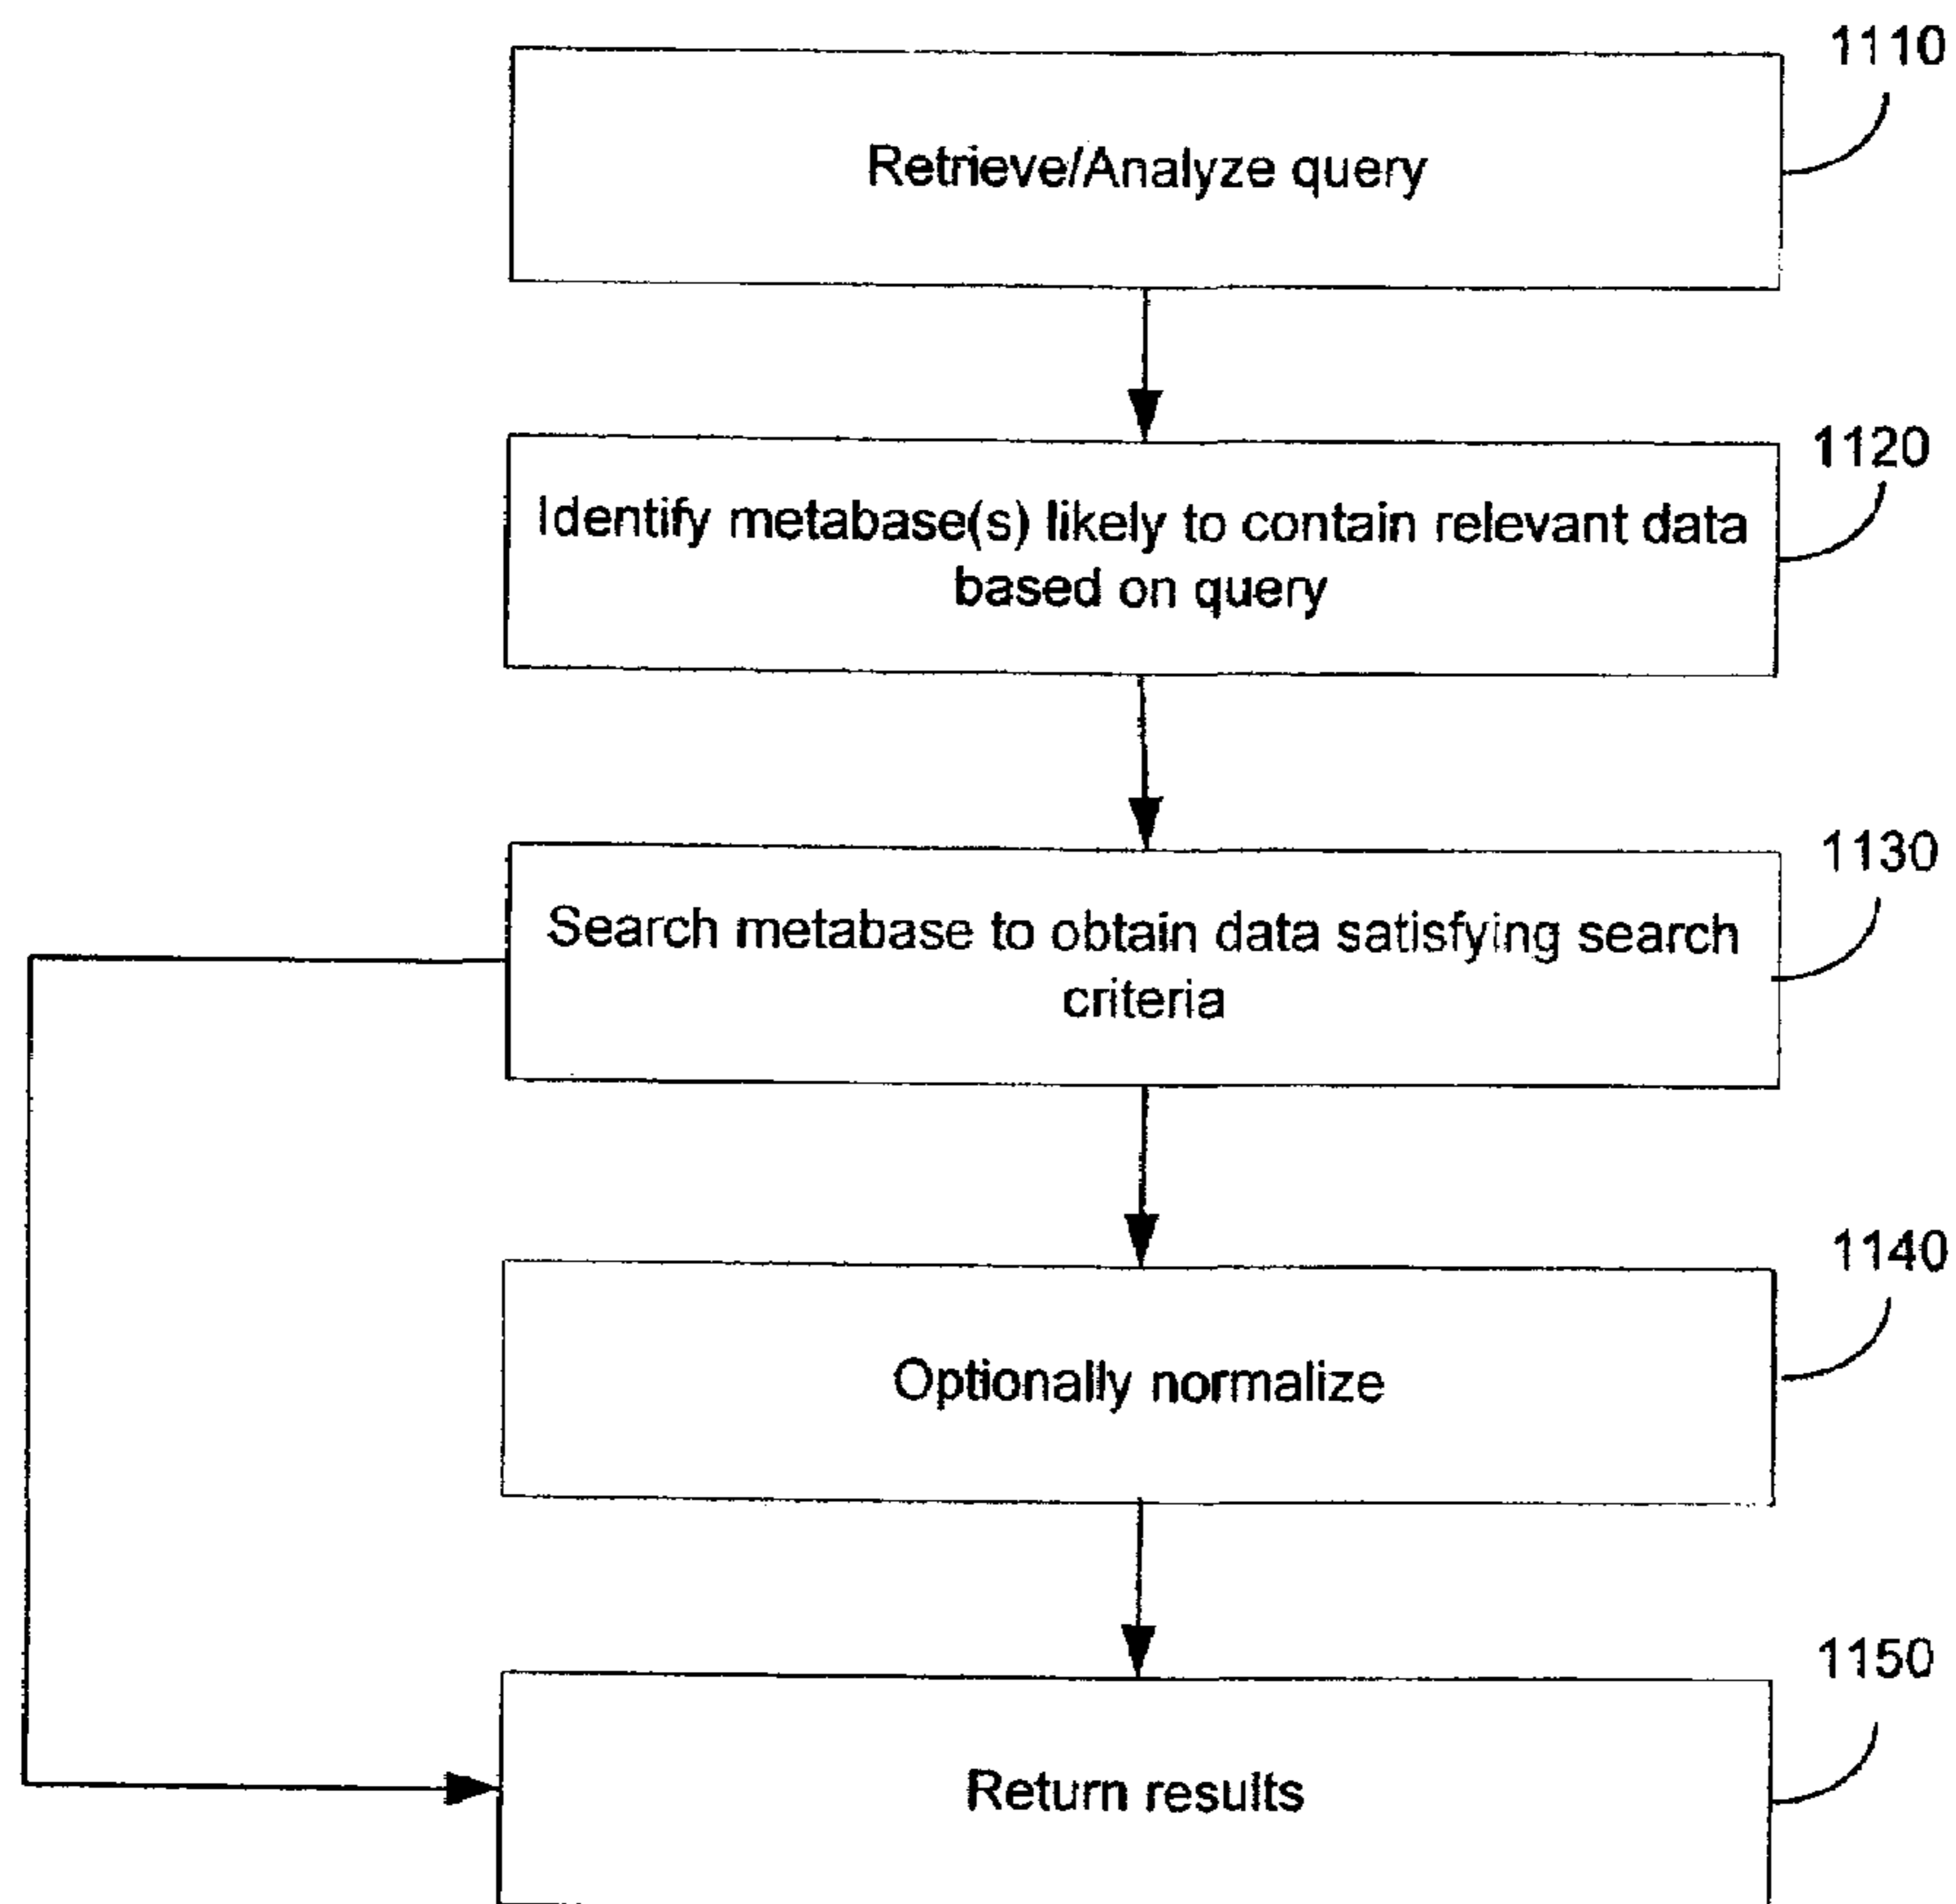 1110
Retrieve/Analyze query
1120
Identify metabase(s) likely to contain relevant data
based on query
1130
Search metabase to obtain data satisfying search
criteria
1140
Optionally normalize
1150
Return results